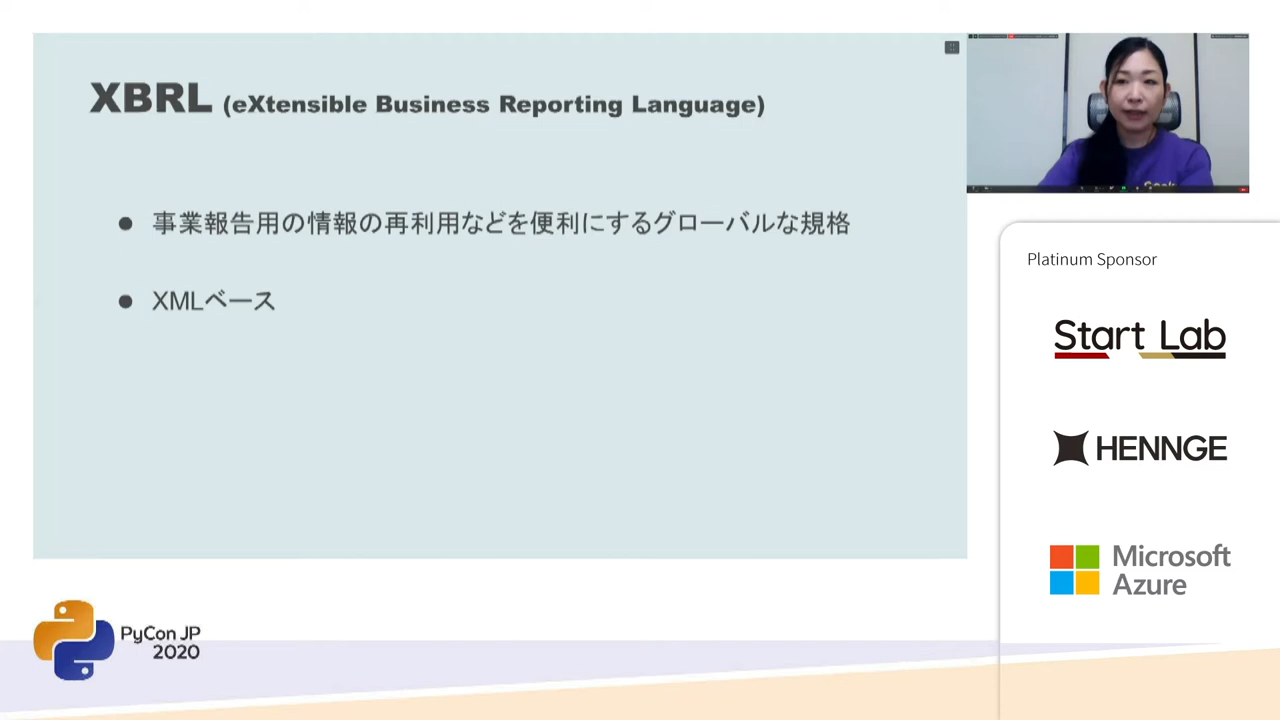 XBRL (eXtensible Business Reporting Language)
● 事業報告用の情報の再利用などを便利にするグローバルな規格
● XMLベース
Platinum Sponsor
Start Lab
HENNGE
Microsoft
Azure
PyCon JP
2020